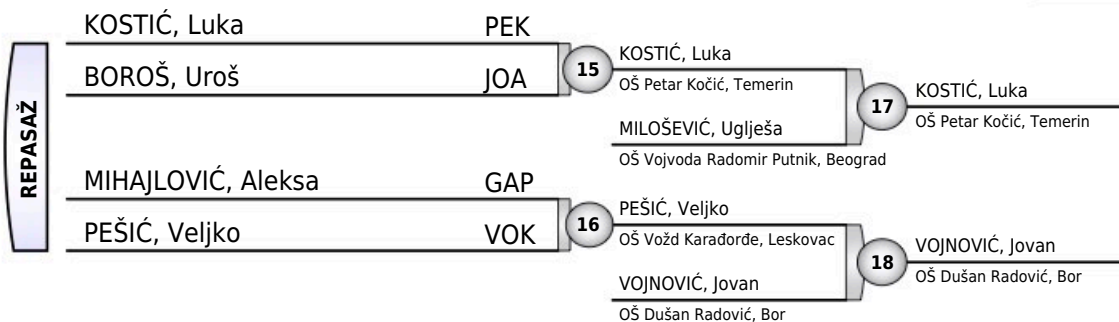 REPASAŽ
KOSTIĆ, Luka PEK
BOROŠ, Uroš JOA
MIHAJLOVIĆ, Aleksa GAP
PEŠIĆ, Veljko VOK
15
KOSTIĆ, Luka
OŠ Petar Kočić, Temerin
MILOŠEVIĆ, Uglješa
OŠ Vojvoda Radomir Putnik, Beograd
16
PEŠIĆ, Veljko
OŠ Vožd Karađorđe, Leskovac
VOJNOVIĆ, Jovan
OŠ Dušan Radović, Bor
17
KOSTIĆ, Luka
OŠ Petar Kočić, Temerin
18
VOJNOVIĆ, Jovan
OŠ Dušan Radović, Bor